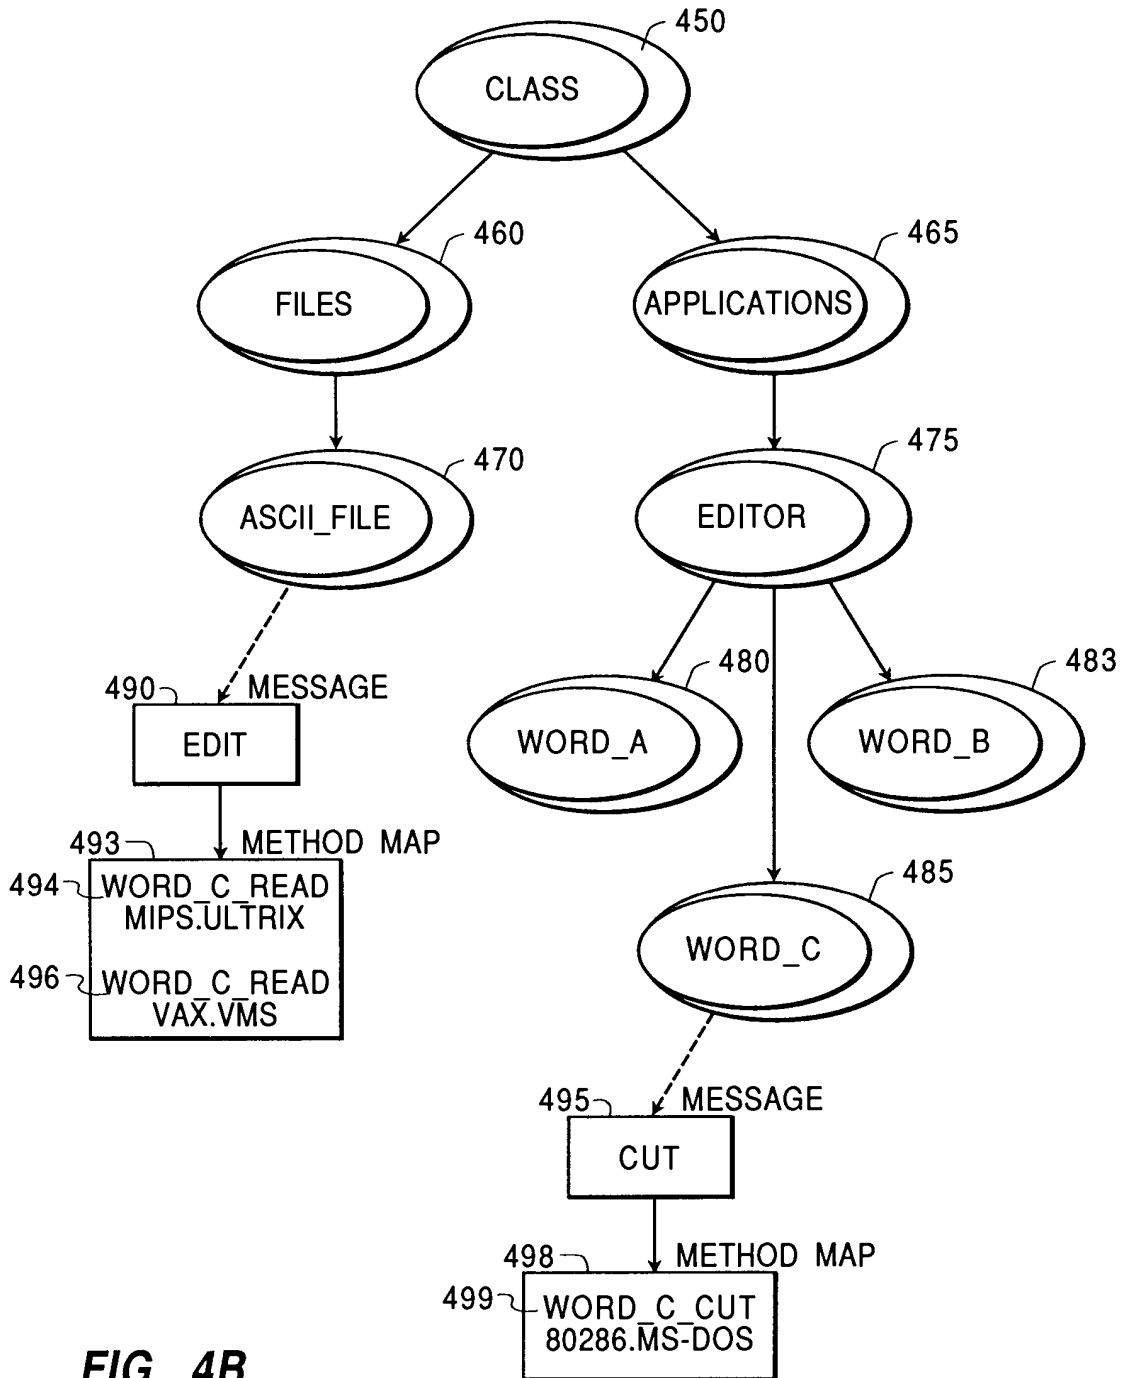 450
CLASS
460
465
FILES
APPLICATIONS
470
475
ASCII_FILE
EDITOR
480
483
490
MESSAGE
EDIT
WORD_A
WORD_B
493
METHOD MAP
494
WORD_C_READ
MIPS.ULTRIX
496
WORD_C_READ
VAX.VMS
485
WORD_C
495
MESSAGE
CUT
498
METHOD MAP
499
WORD_C_CUT
80286.MS-DOS
FIG 4B